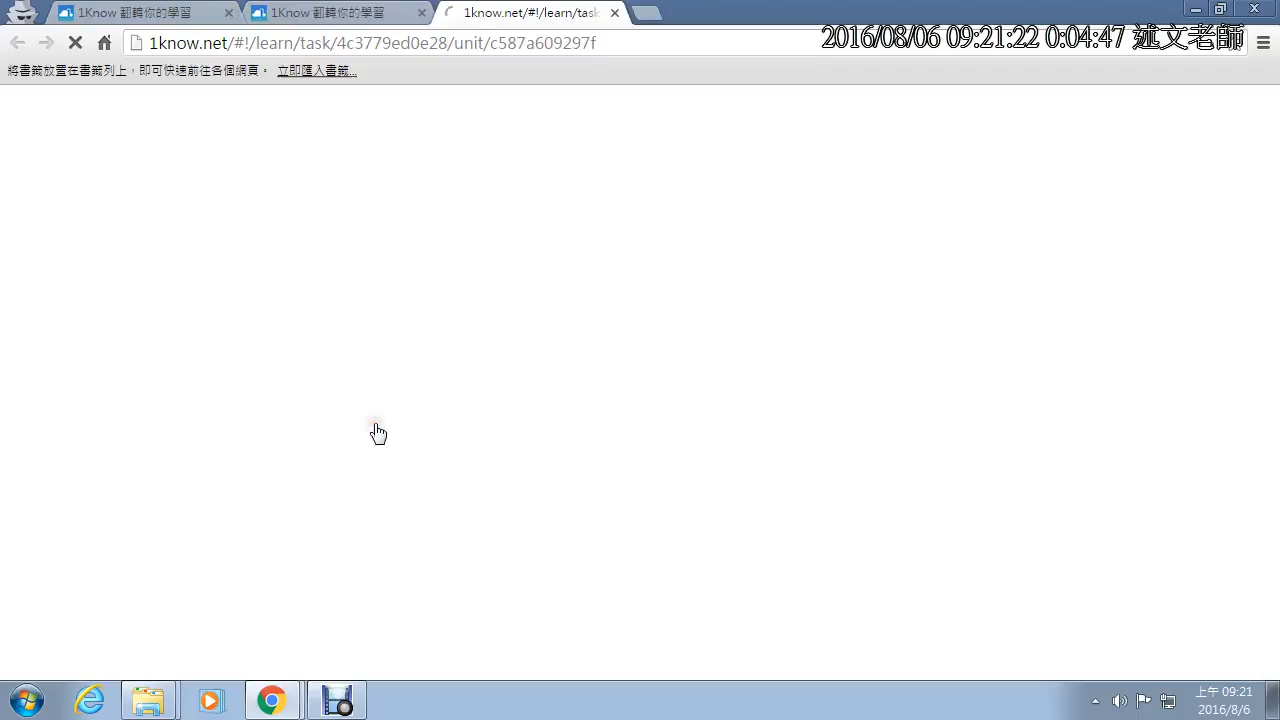 1Know 翻轉你的學習
1Know 翻轉你的學習
1know.net/#!/learn/task
1know.net/#!/learn/task/4c3779ed0e28/unit/c587a609297f
2016/08/06 09:21:22 0:04:47 述文老師
將書籤放置在書籤列上，即可快速前往各個網頁。 立即匯入書籤...
上午 09:21
2016/8/6